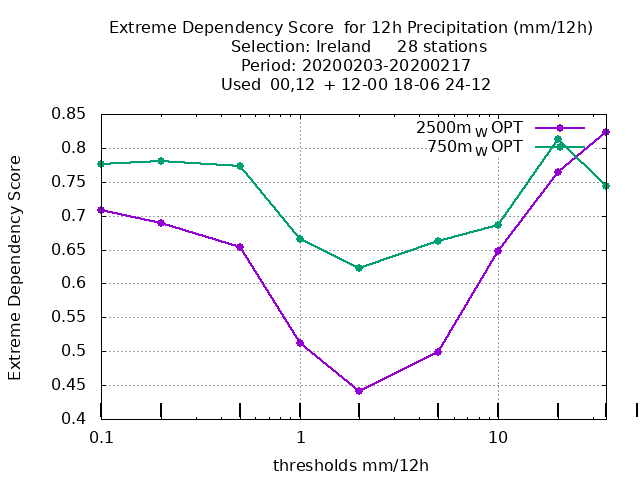 Extreme Dependency Score  for 12h Precipitation (mm/12h)
Selection: Ireland     28 stations
Period: 20200203-20200217
Used  00,12  + 12-00 18-06 24-12
2500m W OPT
750m W OPT
Extreme Dependency Score
0.85
0.8
0.75
0.7
0.65
0.6
0.55
0.5
0.45
0.4
0.1 1 10
thresholds mm/12h